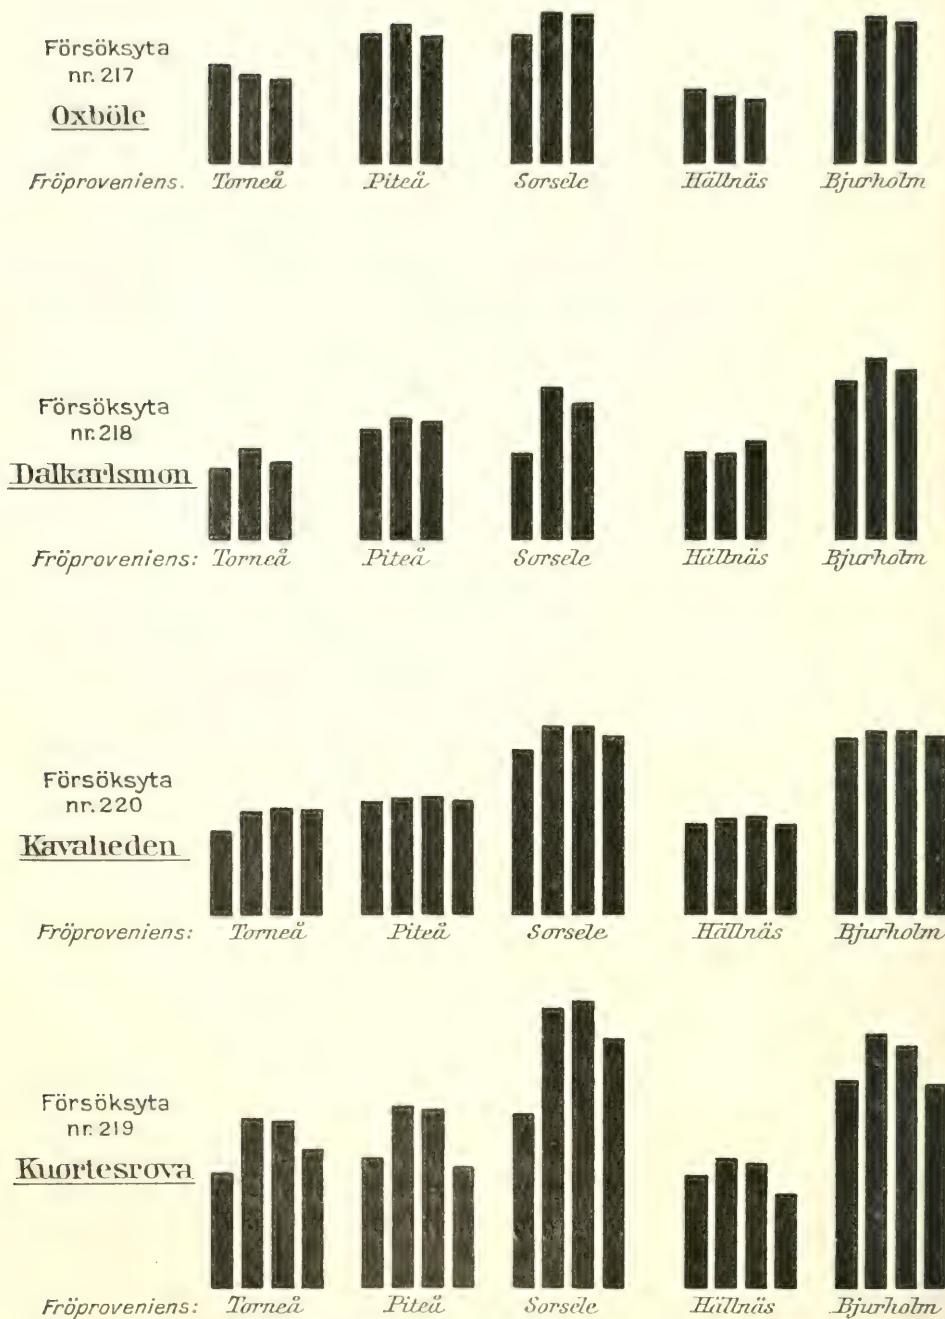 Försöksyta
nr. 217
Oxböle
Fröproveniens. Torneå Piteå Sorsele Hällnäs Bjurholm
Försöksyta
nr. 218
Dalkarlsmon
Fröproveniens: Torneå Piteå Sorsele Hällnäs Bjurholm
Försöksyta
nr. 220
Kavaheden
Fröproveniens: Torneå Piteå Sorsele Hällnäs Bjurholm
Försöksyta
nr. 219
Kuortesrova
Fröproveniens: Torneå Piteå Sorsele Hällnäs Bjurholm